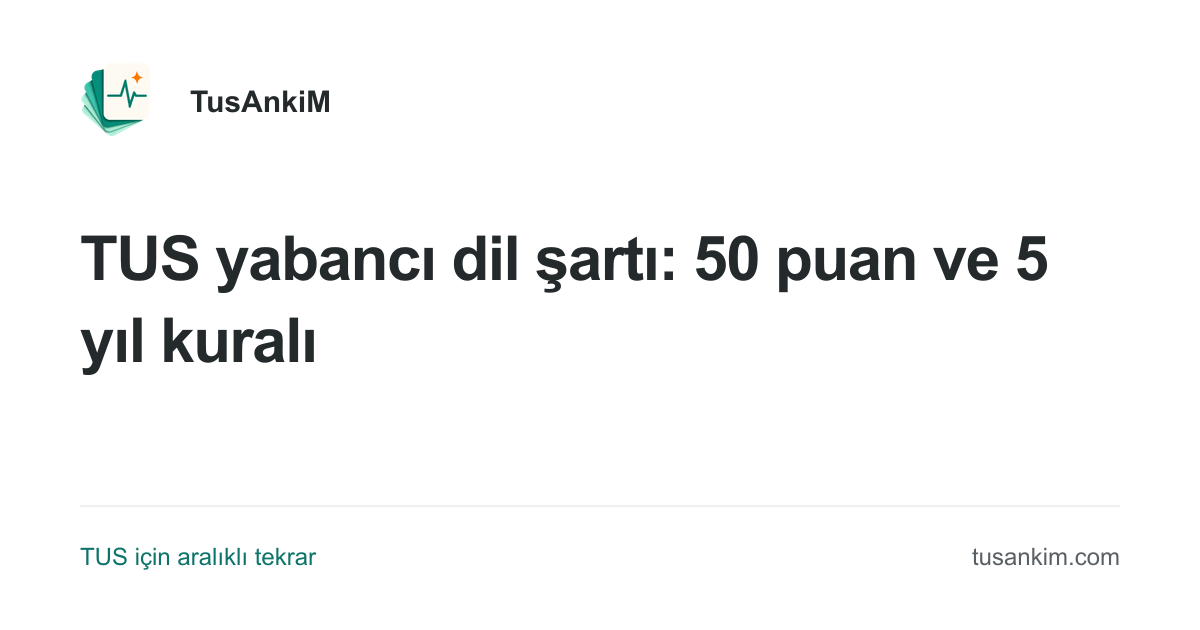 TusAnkiM
TUS yabancı dil şartı: 50 puan ve 5
yıl kuralı
TUS için aralıklı tekrar
tusankim.com